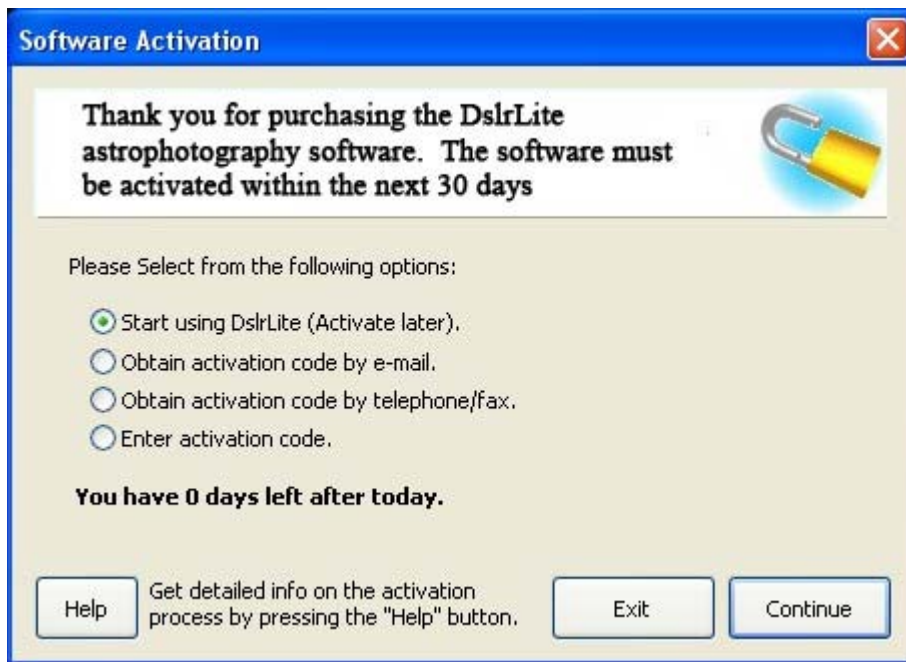 Software Activation
Thank you for purchasing the DslrLite
astrophotography software. The software must
be activated within the next 30 days
Please Select from the following options:
Start using DslrLite (Activate later).
Obtain activation code by e-mail.
Obtain activation code by telephone/fax.
Enter activation code.
You have 0 days left after today.
Help
Get detailed info on the activation
process by pressing the "Help" button.
Exit
Continue